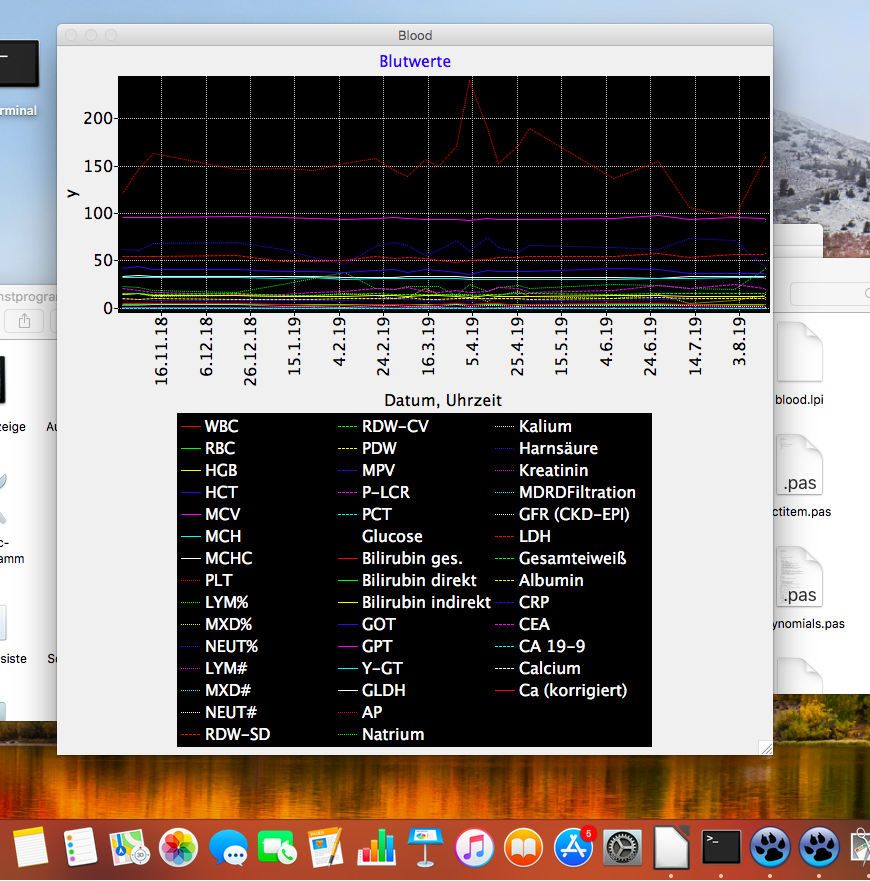 Blood
Blutwerte
rminal
y
200
150
100
50
0
16.11.18
6.12.18
26.12.18
15.1.19
4.2.19
24.2.19
16.3.19
5.4.19
25.4.19
15.5.19
4.6.19
24.6.19
14.7.19
3.8.19
Datum, Uhrzeit
WBC
RBC
HGB
HCT
MCV
MCH
MCHC
PLT
LYM%
MXD%
NEUT%
LYM#
MXD#
NEUT#
RDW-SD
RDW-CV
PDW
MPV
P-LCR
PCT
Glucose
Bilirubin ges.
Bilirubin direkt
Bilirubin indirekt
GOT
GPT
Y-GT
GLDH
AP
Natrium
Kalium
Harnsäure
Kreatinin
MDRDFiltration
GFR (CKD-EPI)
LDH
Gesamteiweiß
Albumin
CRP
CEA
CA 19-9
Calcium
Ca (korrigiert)
nstprogra
zeige
Au
c-
amm
siste
So
blood.lpi
.pas
ctitem.pas
.pas
ynomials.pas
PAGES
3D
5
>_